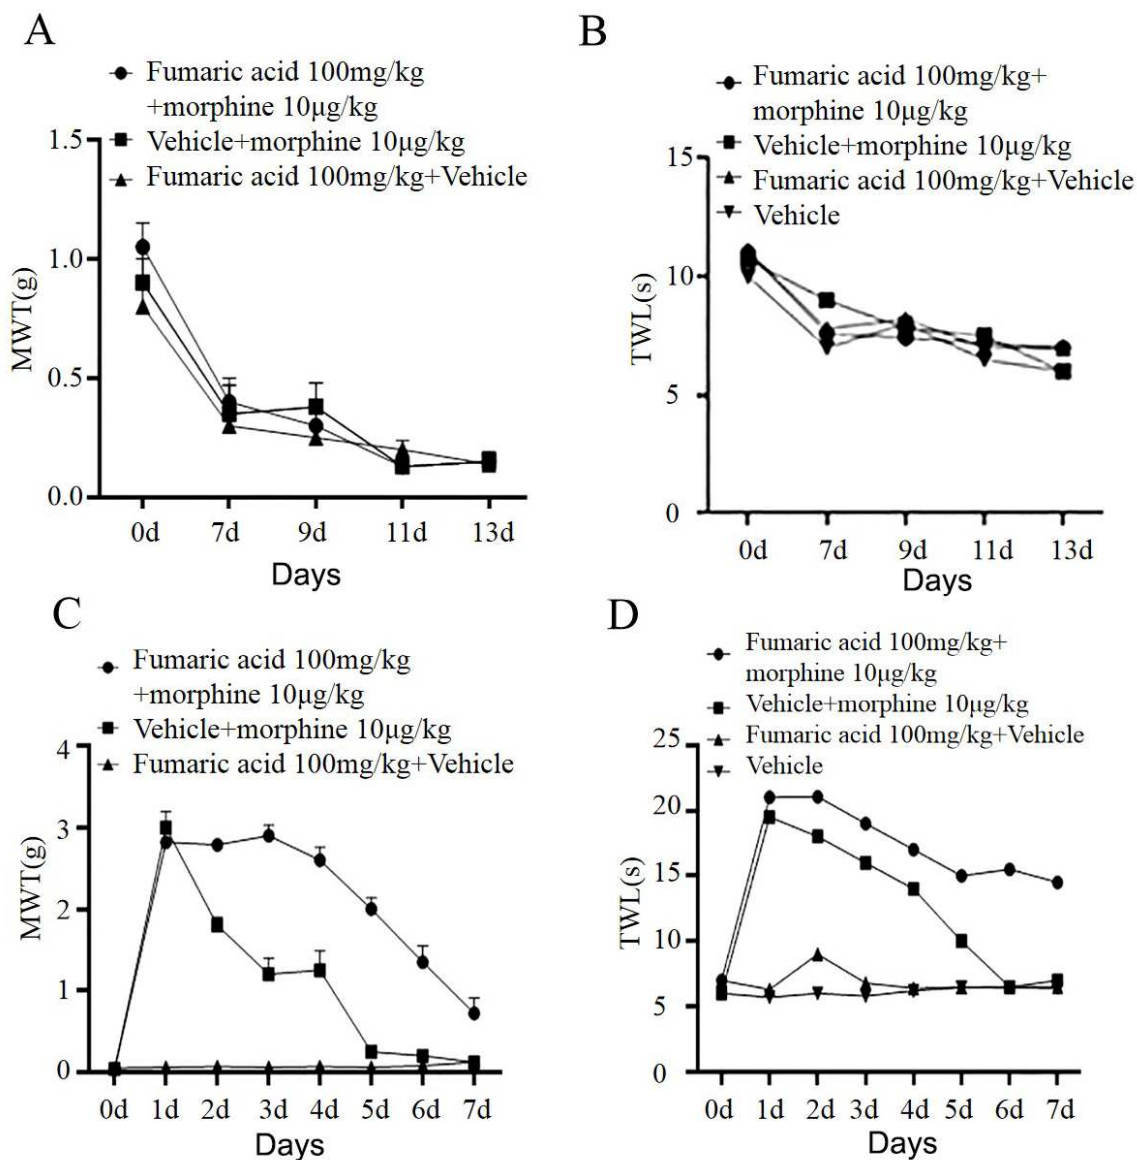 A
Fumaric acid 100mg/kg
+morphine 10μg/kg
Vehicle+morphine 10μg/kg
Fumaric acid 100mg/kg+Vehicle
MWT(g)
1.5
1.0
0.5
0.0
0d 7d 9d 11d 13d
Days
B
Fumaric acid 100mg/kg+
morphine 10μg/kg
Vehicle+morphine 10μg/kg
Fumaric acid 100mg/kg+Vehicle
Vehicle
TWL(s)
15
10
5
0
0d 7d 9d 11d 13d
Days
C
Fumaric acid 100mg/kg
+morphine 10μg/kg
Vehicle+morphine 10μg/kg
Fumaric acid 100mg/kg+Vehicle
MWT(g)
4
3
2
1
0
0d 1d 2d 3d 4d 5d 6d 7d
Days
D
Fumaric acid 100mg/kg+
morphine 10μg/kg
Vehicle+morphine 10μg/kg
Fumaric acid 100mg/kg+Vehicle
Vehicle
TWL(s)
25
20
15
10
5
0
0d 1d 2d 3d 4d 5d 6d 7d
Days